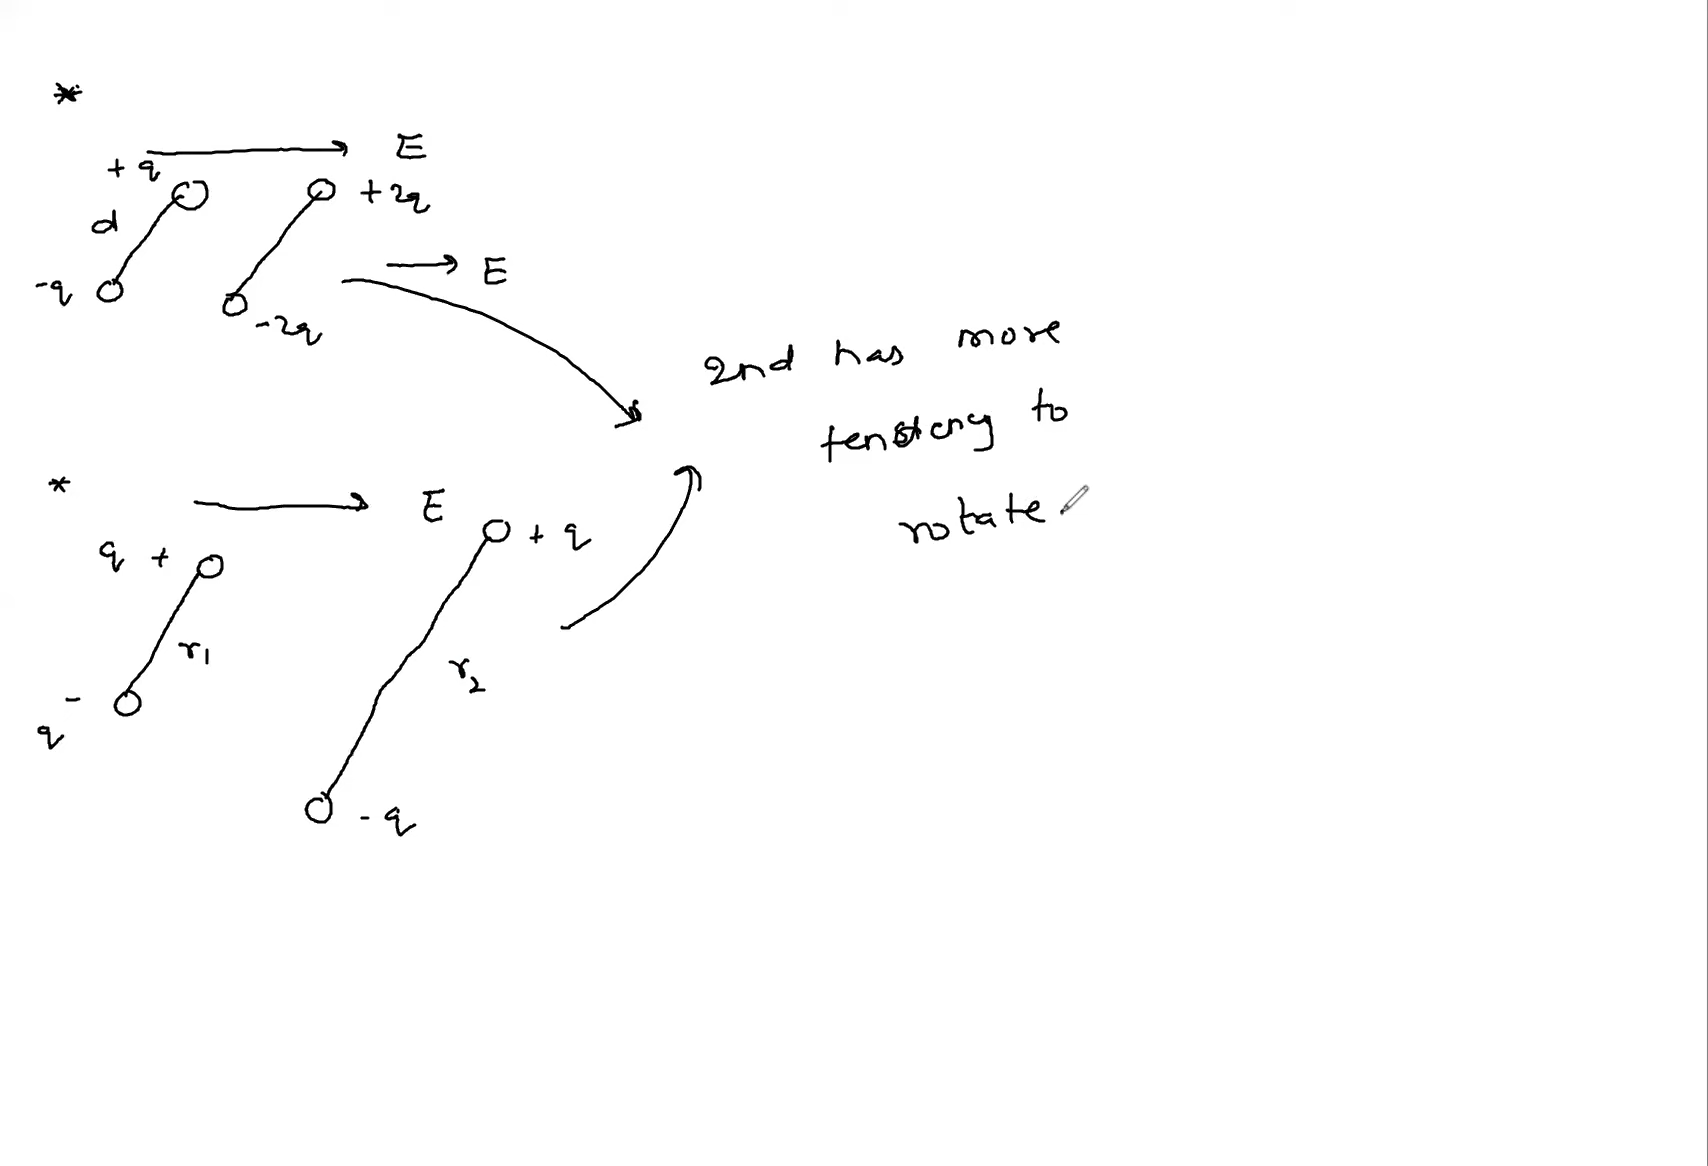 *
E
+q
+2q
d
-q
-2q
E
2nd has more
tendency to
rotate
*
E
q +
+ q
r1
r2
-
q
- q